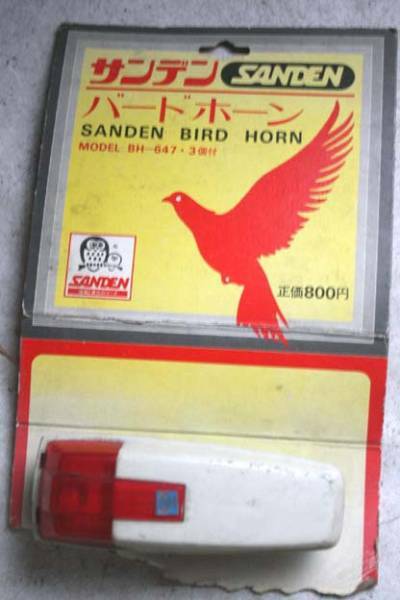 サンデン SANDEN
バードホーン
SANDEN BIRD HORN
MODEL BH-647・3個付
SANDEN
正価800円